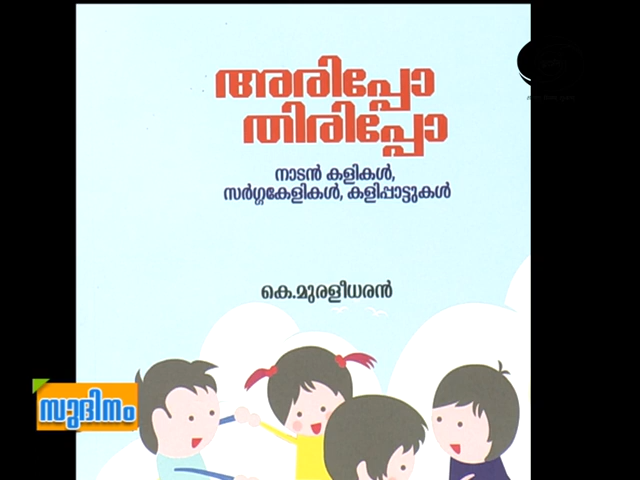 അരിപ്പോ
തിരിപ്പോ
നാടൻ കളികൾ,
സർഗ്ഗകേളികൾ, കളിപ്പാട്ടുകൾ
കെ.മുരളീധരൻ
സുദിനം